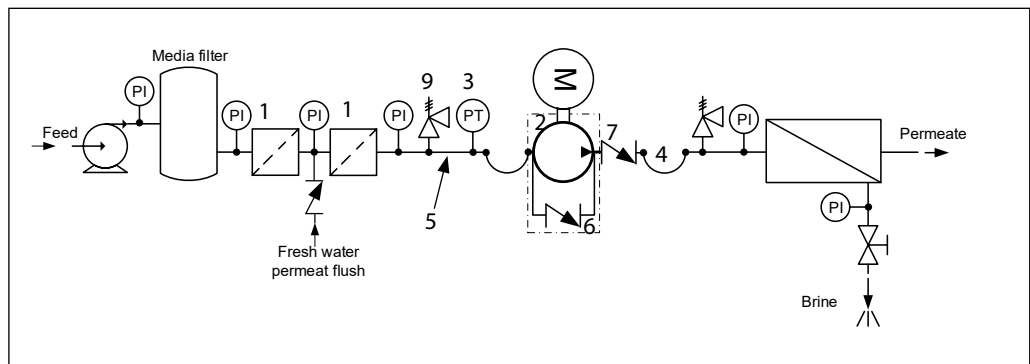 Media filter
PI
Feed
PI
1
PI
1
PI
9
3
PT
5
Fresh water
permeat flush
M
2
6
7
4
PI
Permeate
PI
Brine